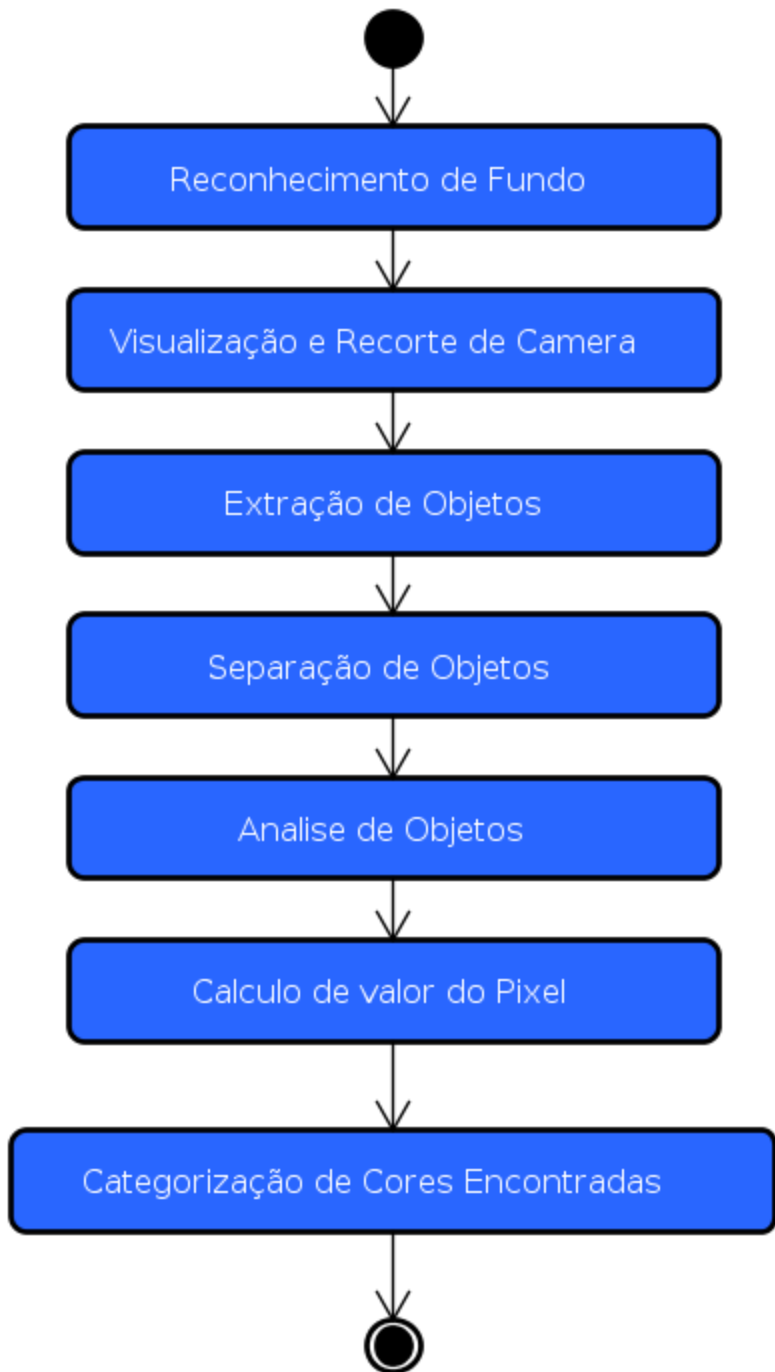 Reconhecimento de Fundo
Visualização e Recorte de Camera
Extração de Objetos
Separação de Objetos
Analise de Objetos
Calculo de valor do Pixel
Categorização de Cores Encontradas